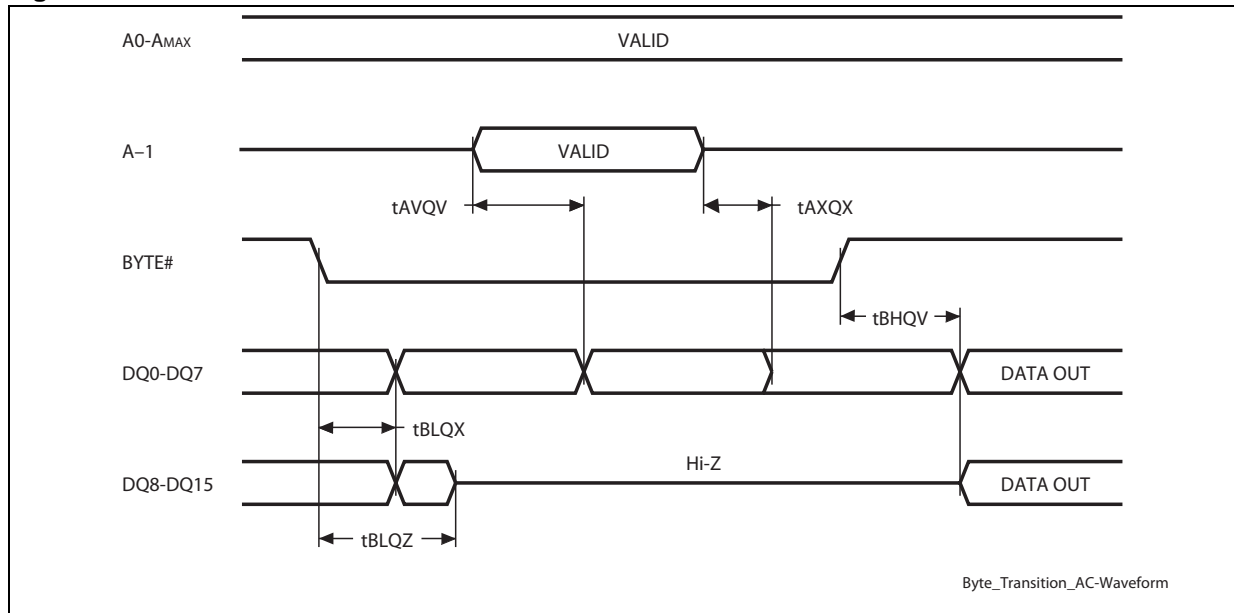 A0-AMAX
VALID
A–1
VALID
tAVQV
tAXQX
BYTE#
tBHQV
DQ0-DQ7
DATA OUT
tBLQX
Hi-Z
DQ8-DQ15
DATA OUT
tBLQZ
Byte_Transition_AC-Waveform